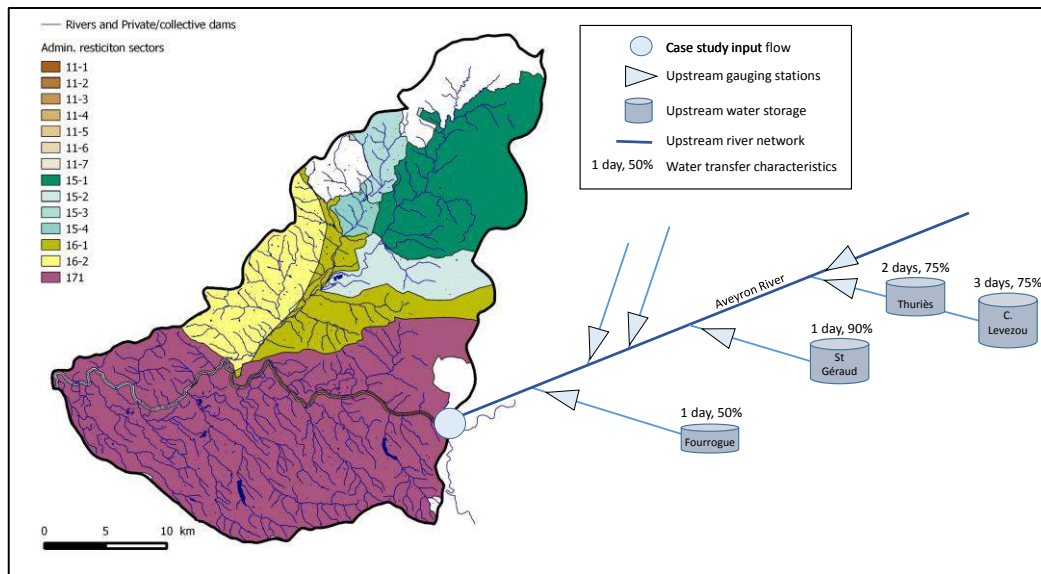 Rivers and Private/collective dams
Admin. resticiton sectors
11-1
11-2
11-3
11-4
11-5
11-6
11-7
15-1
15-2
15-3
15-4
16-1
16-2
171
0 5 10 km
Case study input flow
Upstream gauging stations
Upstream water storage
Upstream river network
1 day, 50% Water transfer characteristics
Aveyron River
2 days, 75%
Thuriès
3 days, 75%
C.
Levezou
1 day, 90%
St
Géraud
1 day, 50%
Fourrogue